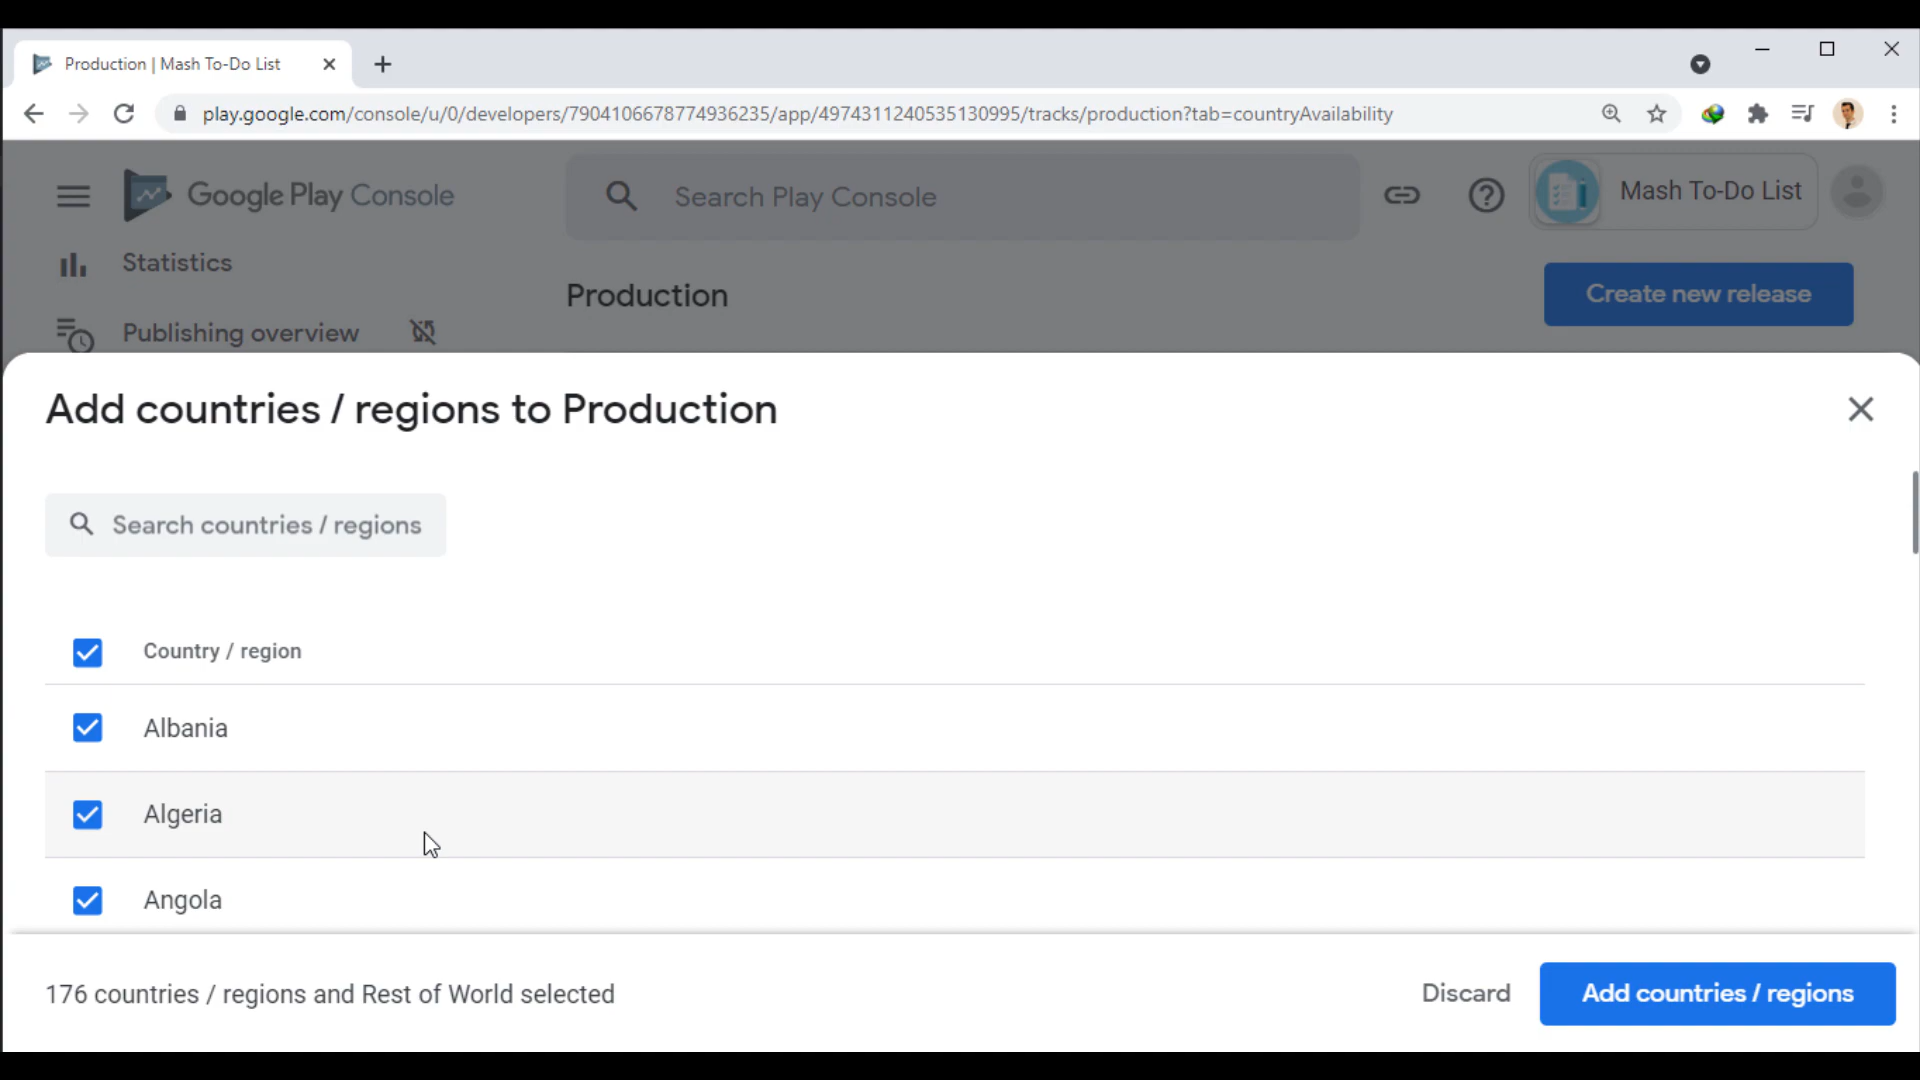 Production | Mash To-Do List
play.google.com/console/u/0/developers/7904106678774936235/app/4974311240535130995/tracks/production?tab=countryAvailability
Google Play Console
Search Play Console
Mash To-Do List
Statistics
Production
Create new release
Publishing overview
Add countries / regions to Production
Search countries / regions
Country / region
Albania
Algeria
Angola
176 countries / regions and Rest of World selected
Discard
Add countries / regions